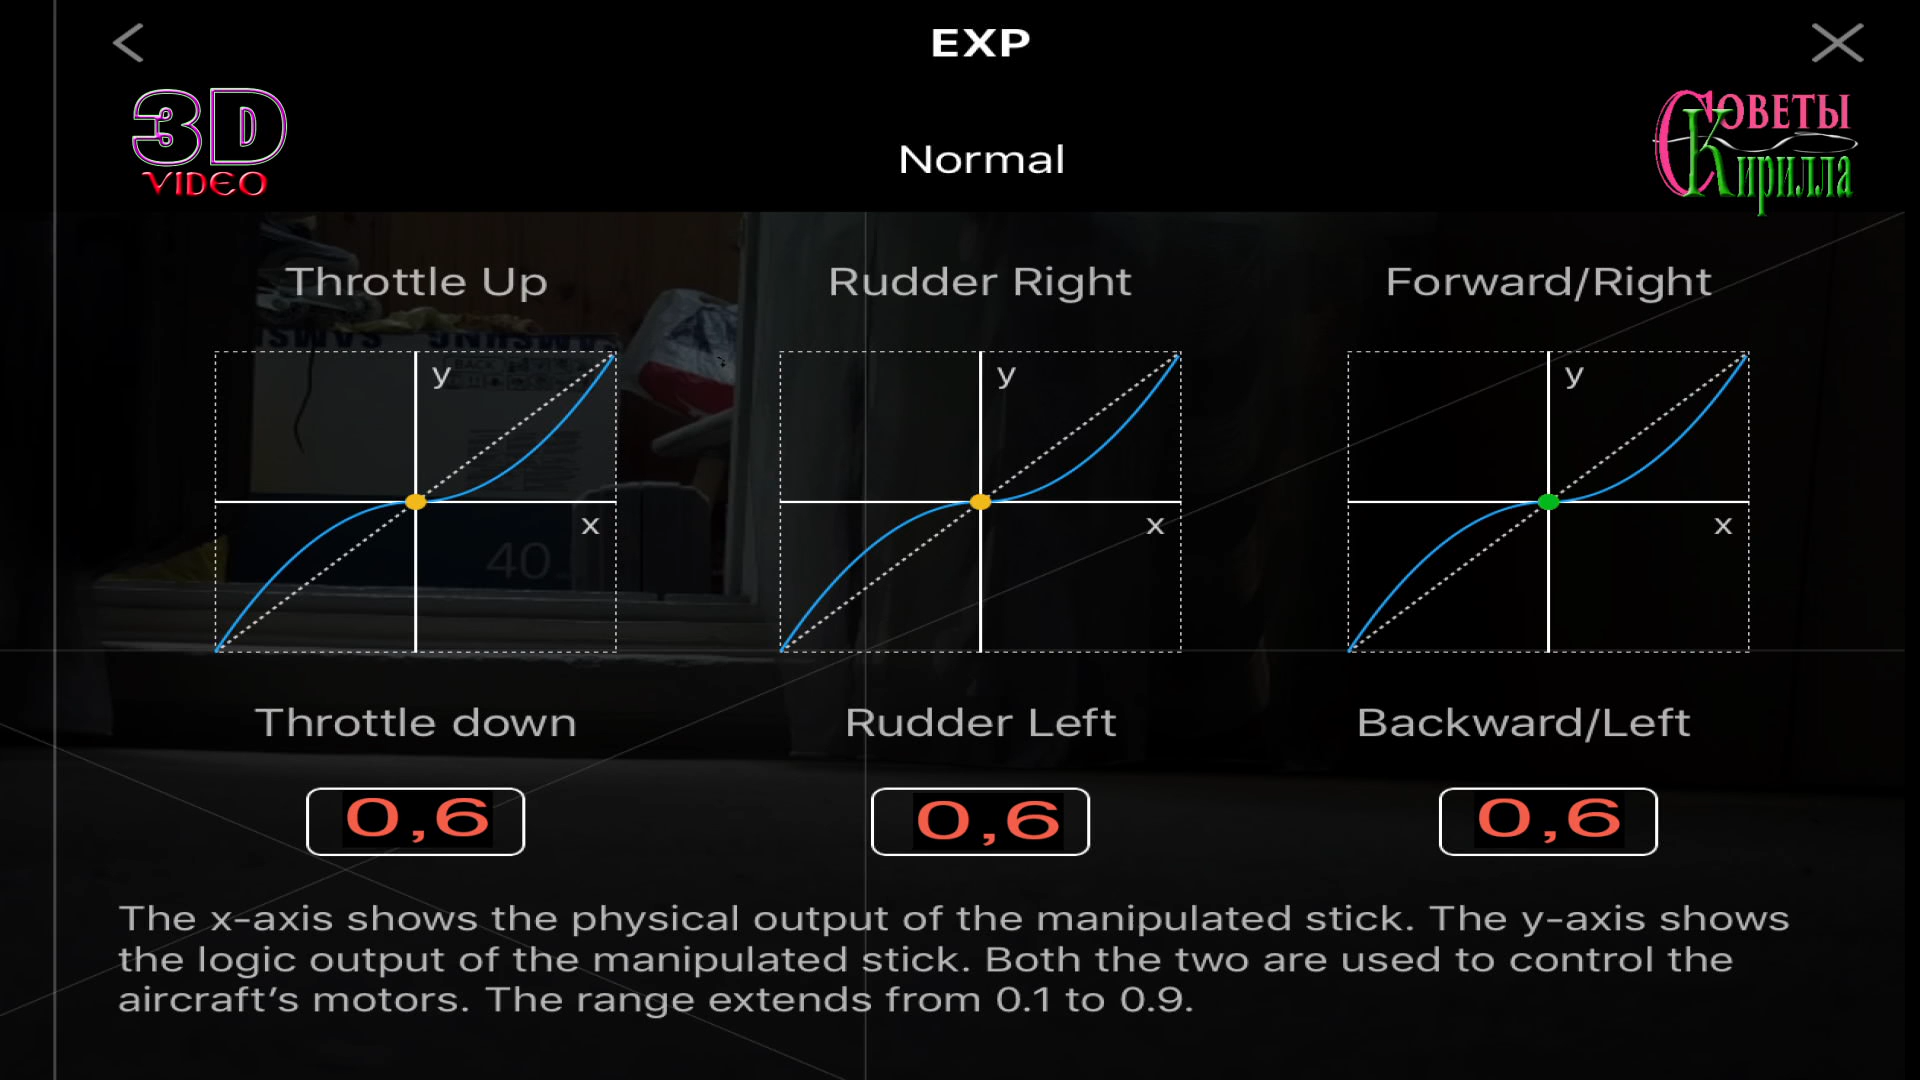 EXP
3D
VIDEO
Советы
Кирилла
Normal
Throttle Up
Rudder Right
Forward/Right
y
y
y
x
x
x
40
Throttle down
Rudder Left
Backward/Left
0,6
0,6
0,6
The x-axis shows the physical output of the manipulated stick. The y-axis shows
the logic output of the manipulated stick. Both the two are used to control the
aircraft’s motors. The range extends from 0.1 to 0.9.